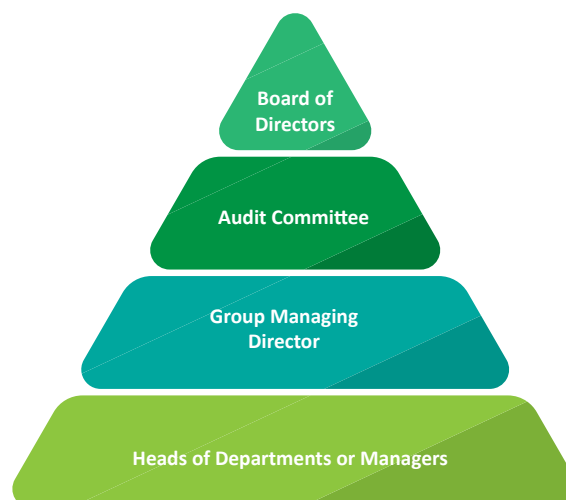 Board of
Directors
Audit Committee
Group Managing
Director
Heads of Departments or Managers